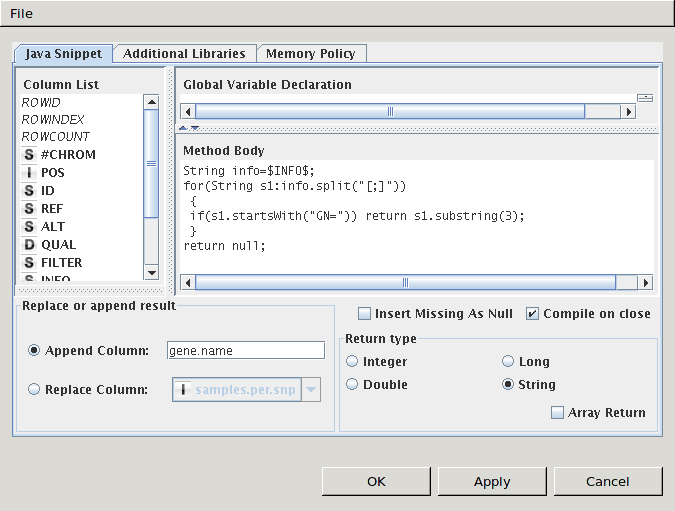 File
Java Snippet
Additional Libraries
Memory Policy
Column List
ROWID
ROWINDEX
ROWCOUNT
S #CHROM
I POS
S ID
S REF
S ALT
D QUAL
S FILTER
S INFO
Global Variable Declaration
Method Body
String info=$INFO$;
for(String s1:info.split("[;]"))
{
if(s1.startsWith("GN=")) return s1.substring(3);
}
return null;
Replace or append result
Append Column: gene.name
Replace Column: I samples.per.snp
Insert Missing As Null
Compile on close
Return type
Integer
Long
Double
String
Array Return
OK
Apply
Cancel